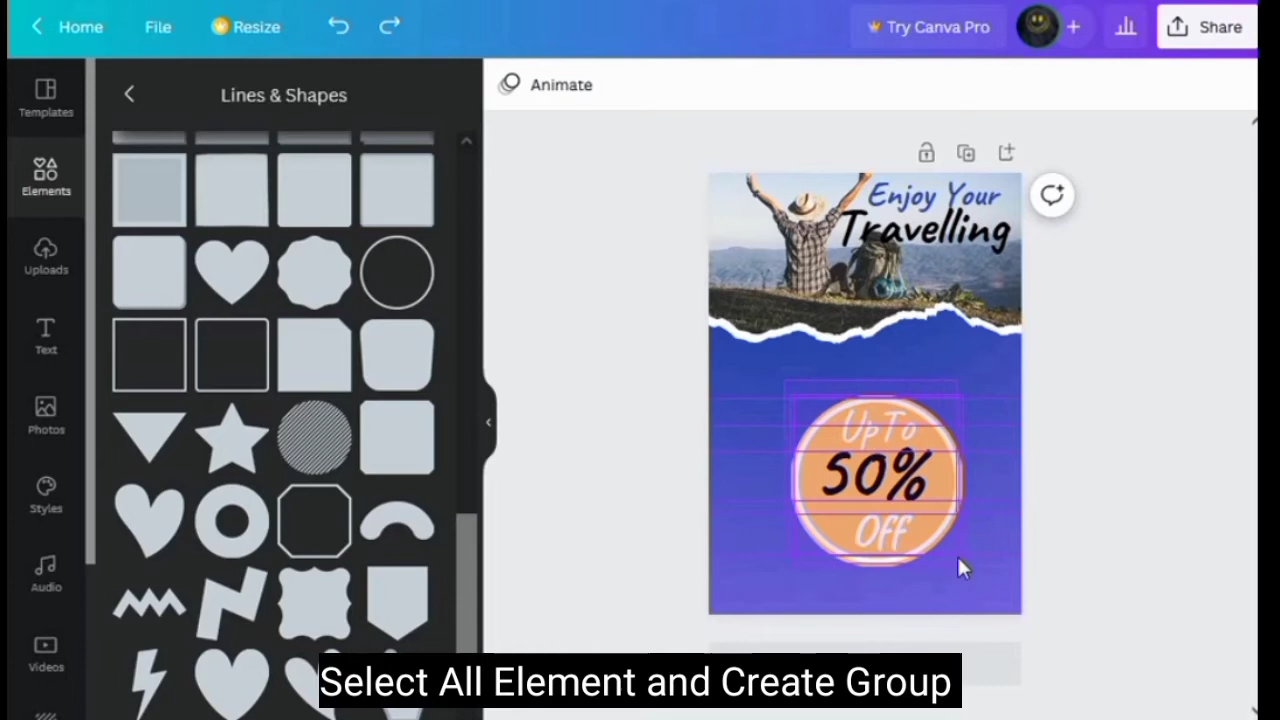 Home File Resize Try Canva Pro Share
Templates
Lines & Shapes
Animate
Elements
Enjoy Your
Travelling
Uploads
Text
Photos
UpTo
50%
Off
Styles
Audio
Videos
Select All Element and Create Group